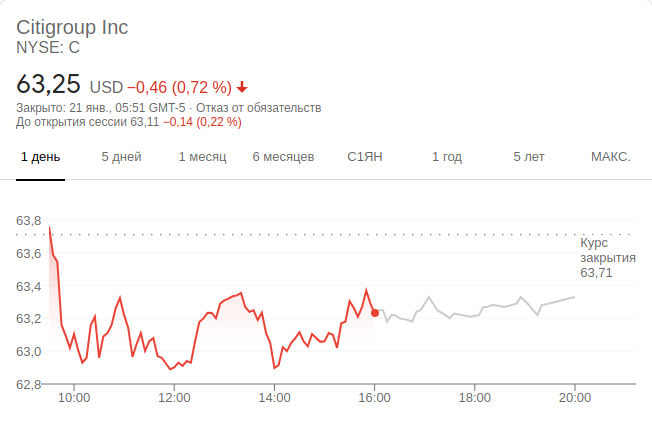 Citigroup Inc
NYSE: C
63,25 USD −0,46 (0,72 %)
Закрыто: 21 янв., 05:51 GMT-5 · Отказ от обязательств
До открытия сессии 63,11 −0,14 (0,22 %)
1 день 5 дней 1 месяц 6 месяцев С1ЯН 1 год 5 лет МАКС.
63,8
Курс
закрытия
63,71
63,6
63,4
63,2
63,0
62,8
10:00 12:00 14:00 16:00 18:00 20:00